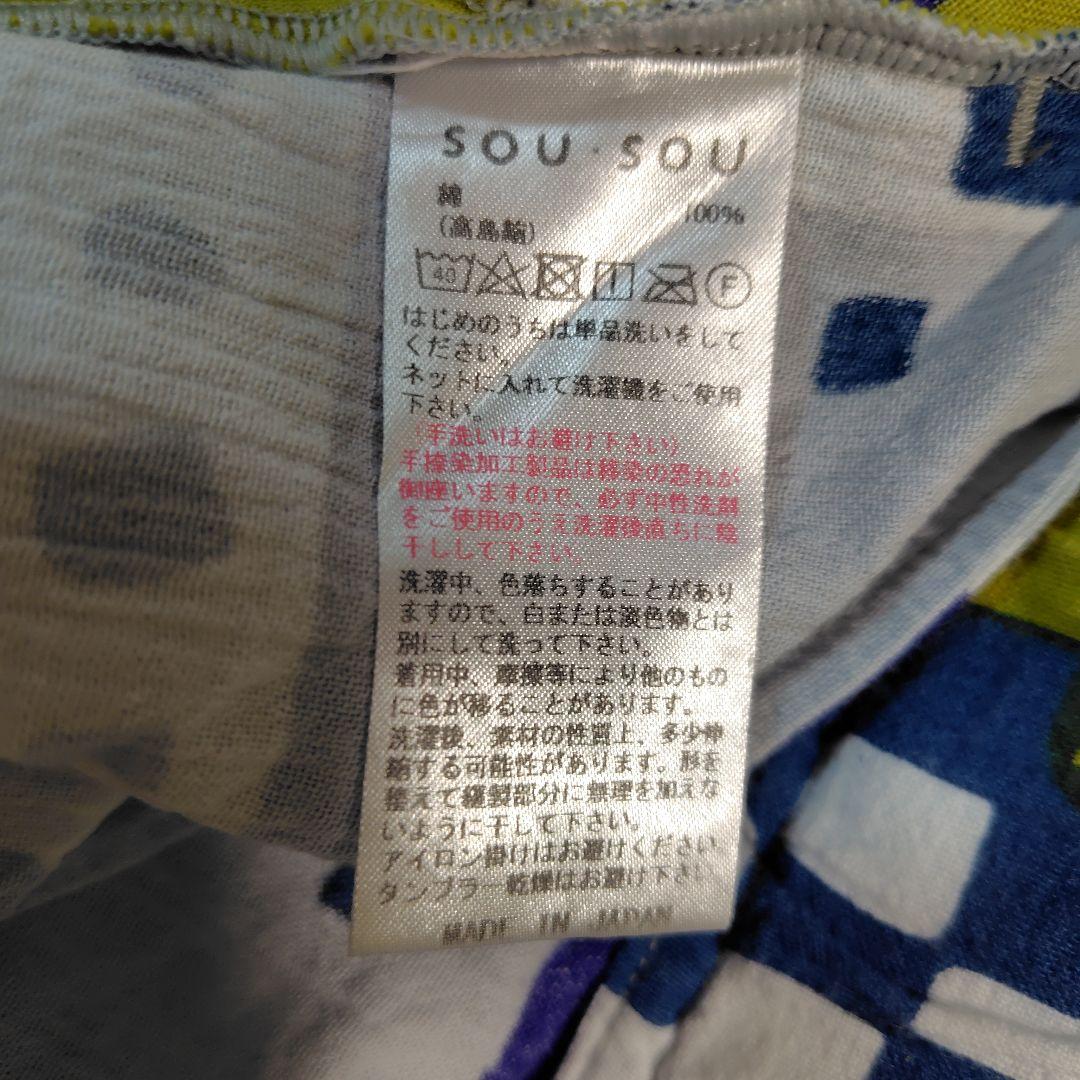 SOU・SOU
綿 100%
(高島縮)
40 F
はじめのうちは単品洗いをして
ください。
ネットに入れて洗濯機をご使用
下さい。
(手洗いはお避け下さい)
手捺染加工製品は移染の恐れが
御座いますので、必ず中性洗剤
をご使用のうえ洗濯後直ちに陰
干しして下さい。
洗濯中、色落ちすることがあり
ますので、白または淡色物とは
別にして洗って下さい。
着用中、摩擦等により他のもの
に色が移ることがあります。
洗濯後、素材の性質上、多少伸
縮する可能性があります。形を
整えて縫製部分に無理を加えな
いように干して下さい。
アイロン掛けはお避けください
タンブラー乾燥はお避け下さい
MADE IN JAPAN